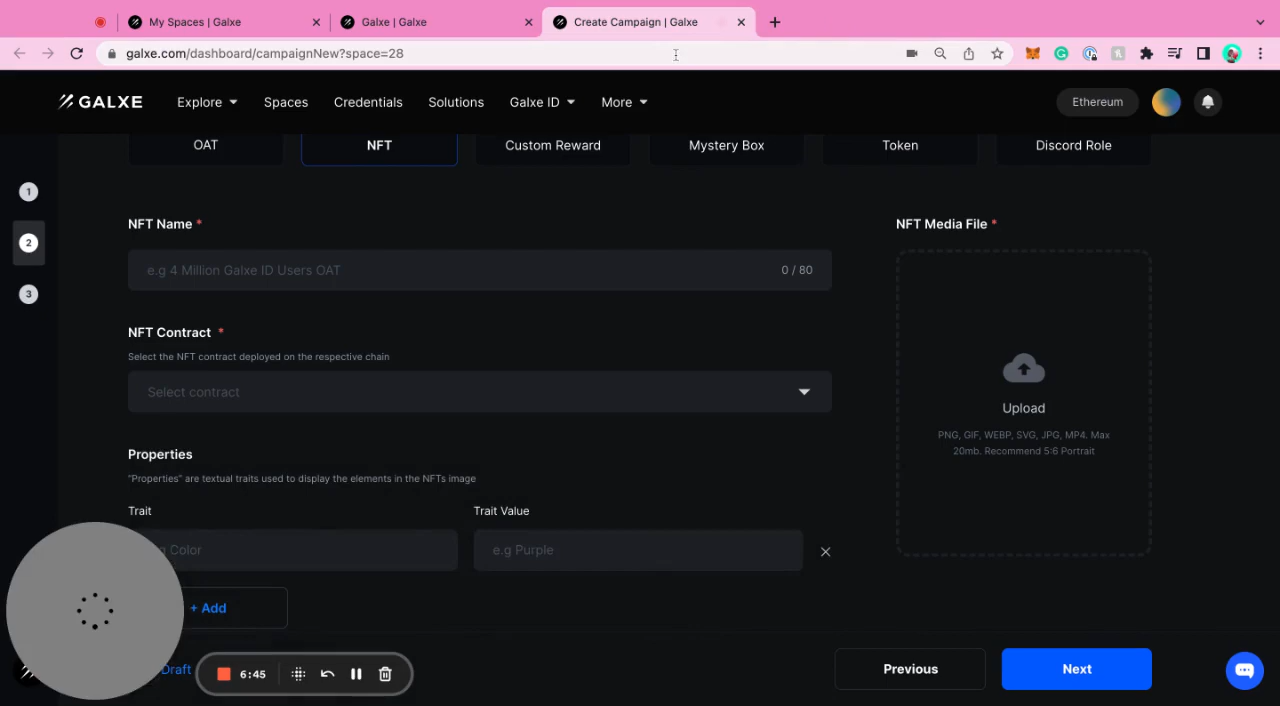 My Spaces | Galxe
Galxe | Galxe
Create Campaign | Galxe
galxe.com/dashboard/campaignNew?space=28
GALXE
Explore
Spaces
Credentials
Solutions
Galxe ID
More
Ethereum
OAT
NFT
Custom Reward
Mystery Box
Token
Discord Role
1
2
3
NFT Name *
e.g 4 Million Galxe ID Users OAT
0 / 80
NFT Contract *
Select the NFT contract deployed on the respective chain
Select contract
Properties
"Properties" are textual traits used to display the elements in the NFTs image
Trait
Trait Value
g Color
e.g Purple
+ Add
NFT Media File *
Upload
PNG, GIF, WEBP, SVG, JPG, MP4. Max
20mb. Recommend 5:6 Portrait
Draft
6:45
Previous
Next